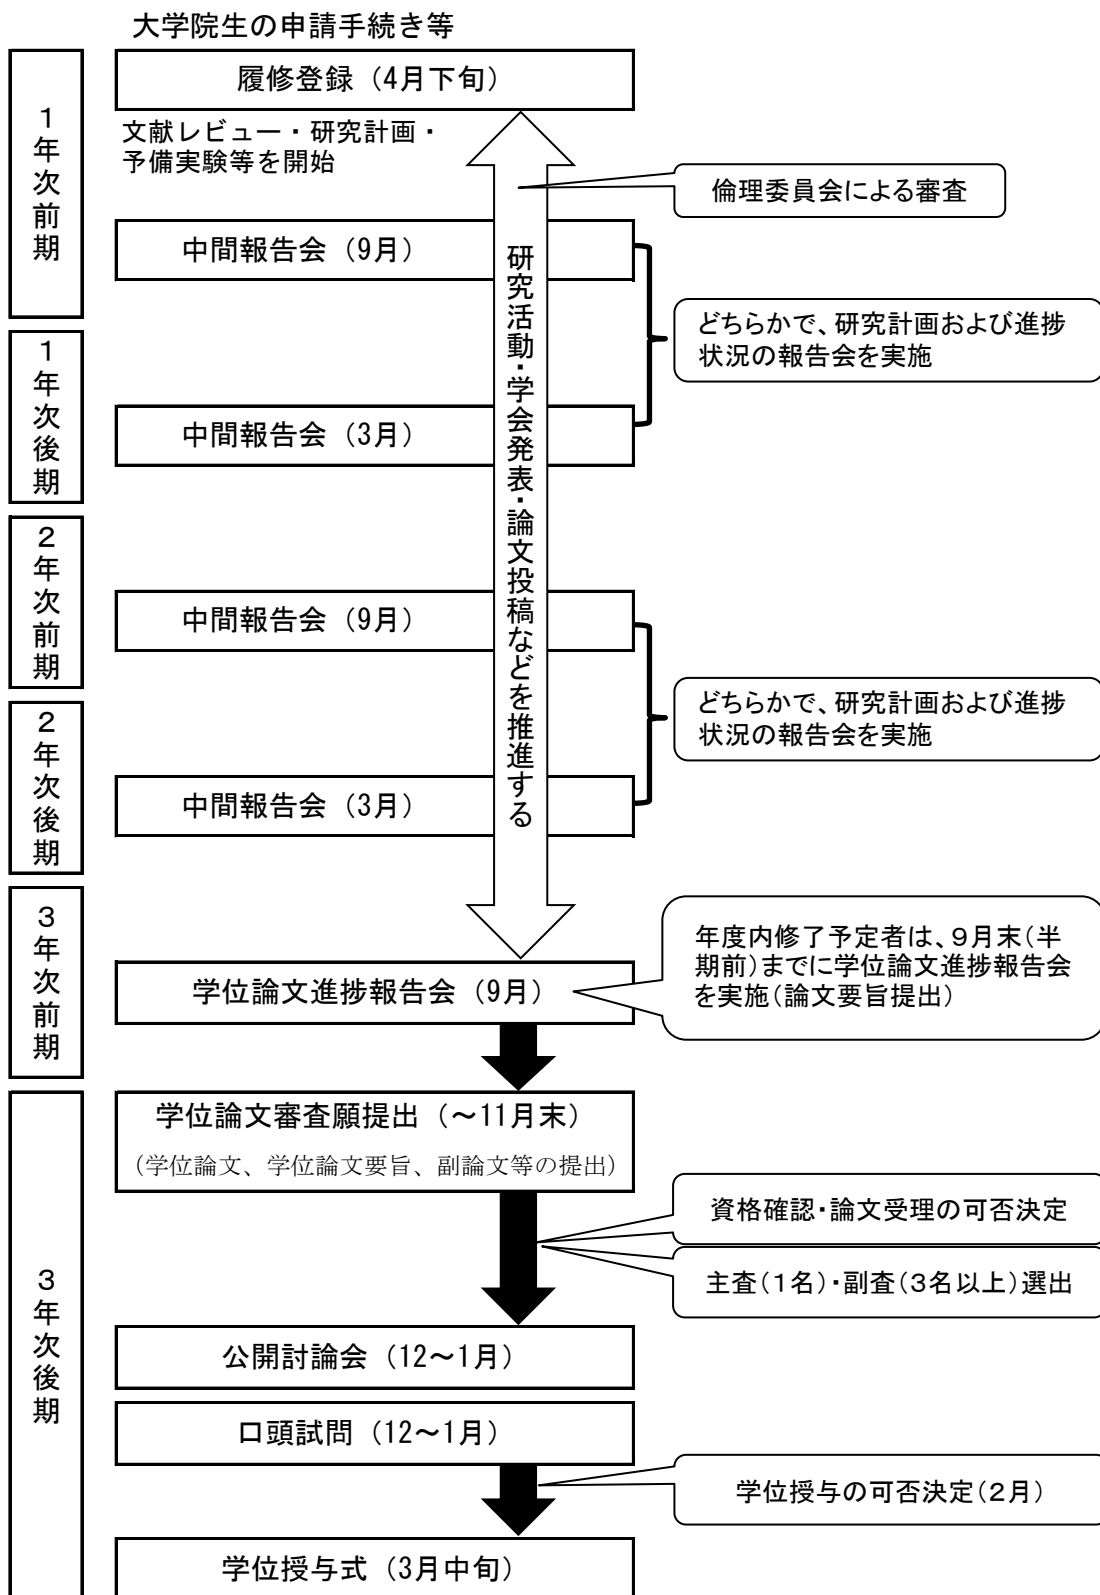 大学院生の申請手続き等
1年次前期
履修登録（4月下旬）
文献レビュー・研究計画・
予備実験等を開始
倫理委員会による審査
中間報告会（9月）
研究活動・学会発表・論文投稿などを推進する
どちらかで、研究計画および進捗
状況の報告会を実施
1年次後期
中間報告会（3月）
2年次前期
中間報告会（9月）
どちらかで、研究計画および進捗
状況の報告会を実施
2年次後期
中間報告会（3月）
3年次前期
年度内修了予定者は、9月末（半
期前）までに学位論文進捗報告会
を実施（論文要旨提出）
学位論文進捗報告会（9月）
3年次後期
学位論文審査願提出（～11月末）
（学位論文、学位論文要旨、副論文等の提出）
資格確認・論文受理の可否決定
主査（1名）・副査（3名以上）選出
公開討論会（12～1月）
口頭試問（12～1月）
学位授与の可否決定（2月）
学位授与式（3月中旬）